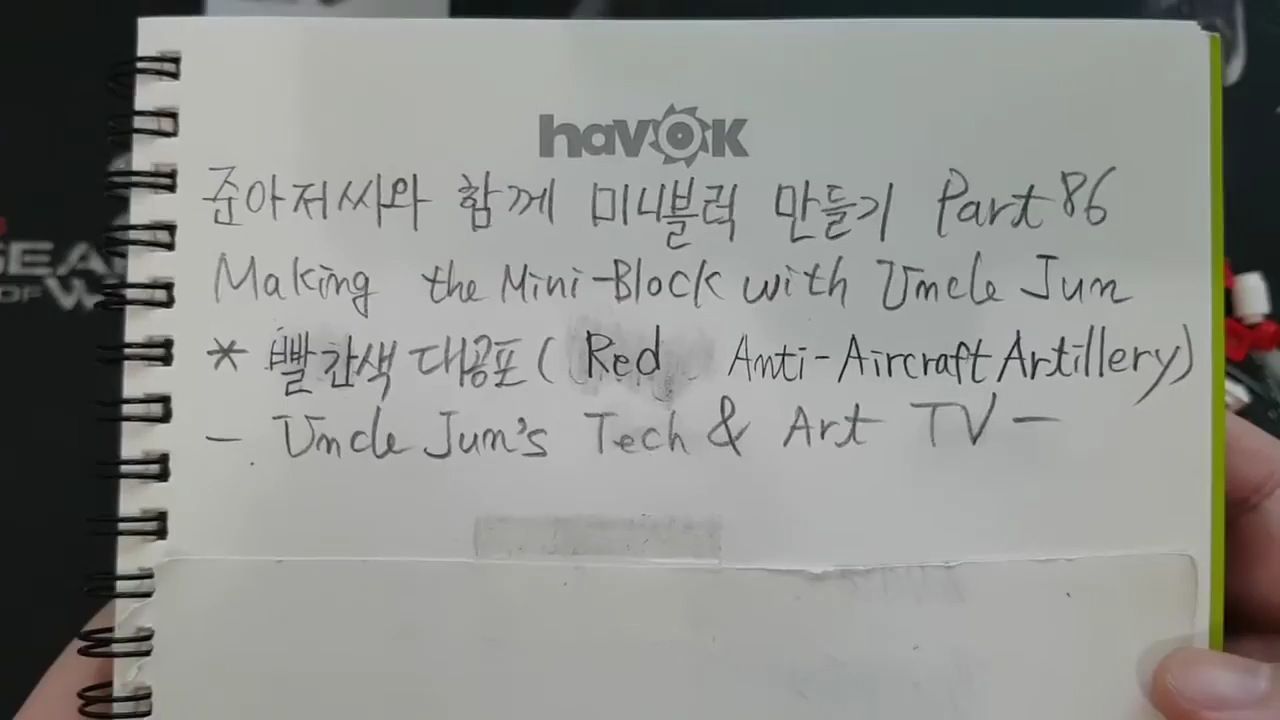 havok
준아저씨와 함께 미니블럭 만들기 Part 86
Making the Mini-Block with Uncle Jun
* 빨간색 대공포 (Red Anti-Aircraft Artillery)
- Uncle Jun's Tech & Art TV -
GEA
OF W